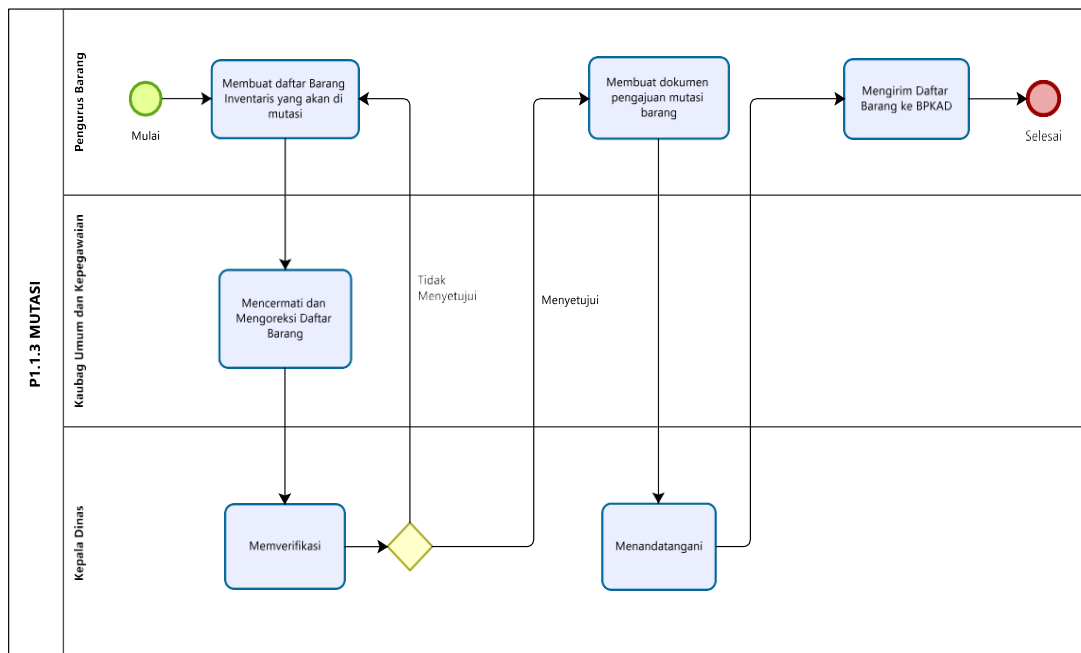 P1.1.3 MUTASI
Pengurus Barang
Mulai
Membuat daftar Barang
Inventaris yang akan di
mutasi
Membuat dokumen
pengajuan mutasi
barang
Mengirim Daftar
Barang ke BPKAD
Selesai
Kaubag Umum dan Kepegawaian
Mencermati dan
Mengoreksi Daftar
Barang
Tidak
Menyetujui
Menyetujui
Kepala Dinas
Memverifikasi
Menandatangani